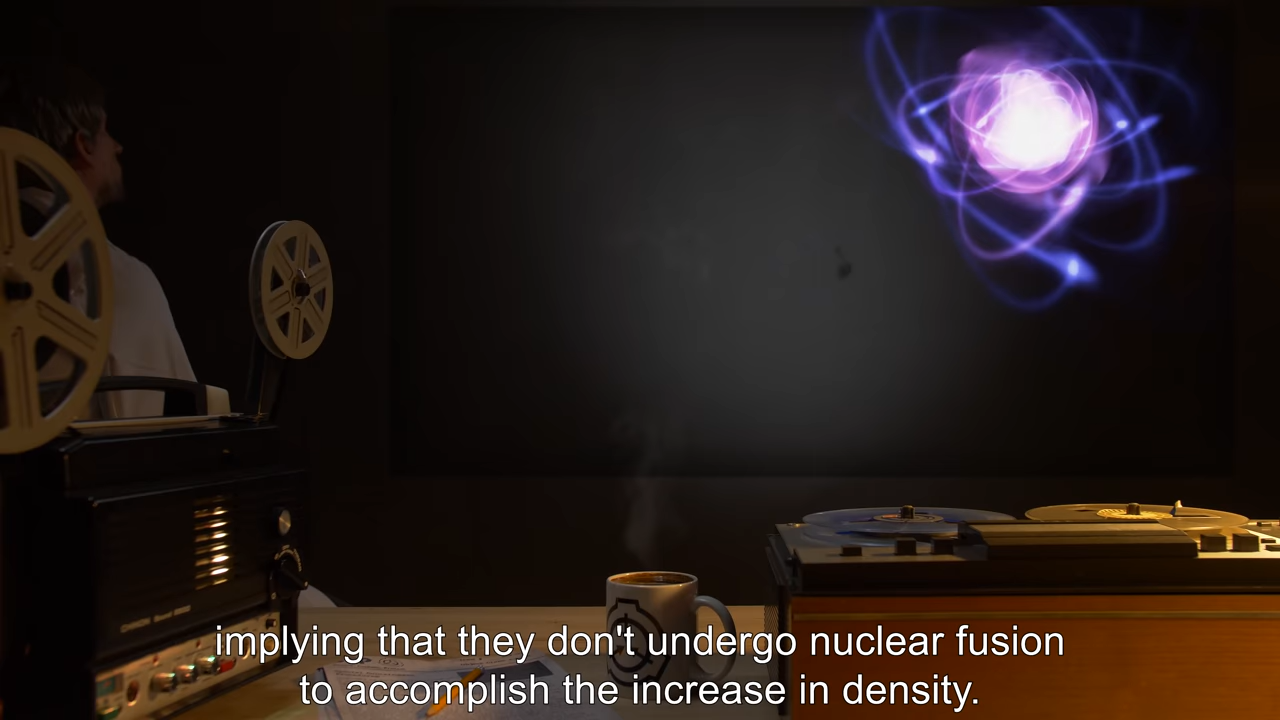 implying that they don't undergo nuclear fusion
to accomplish the increase in density.